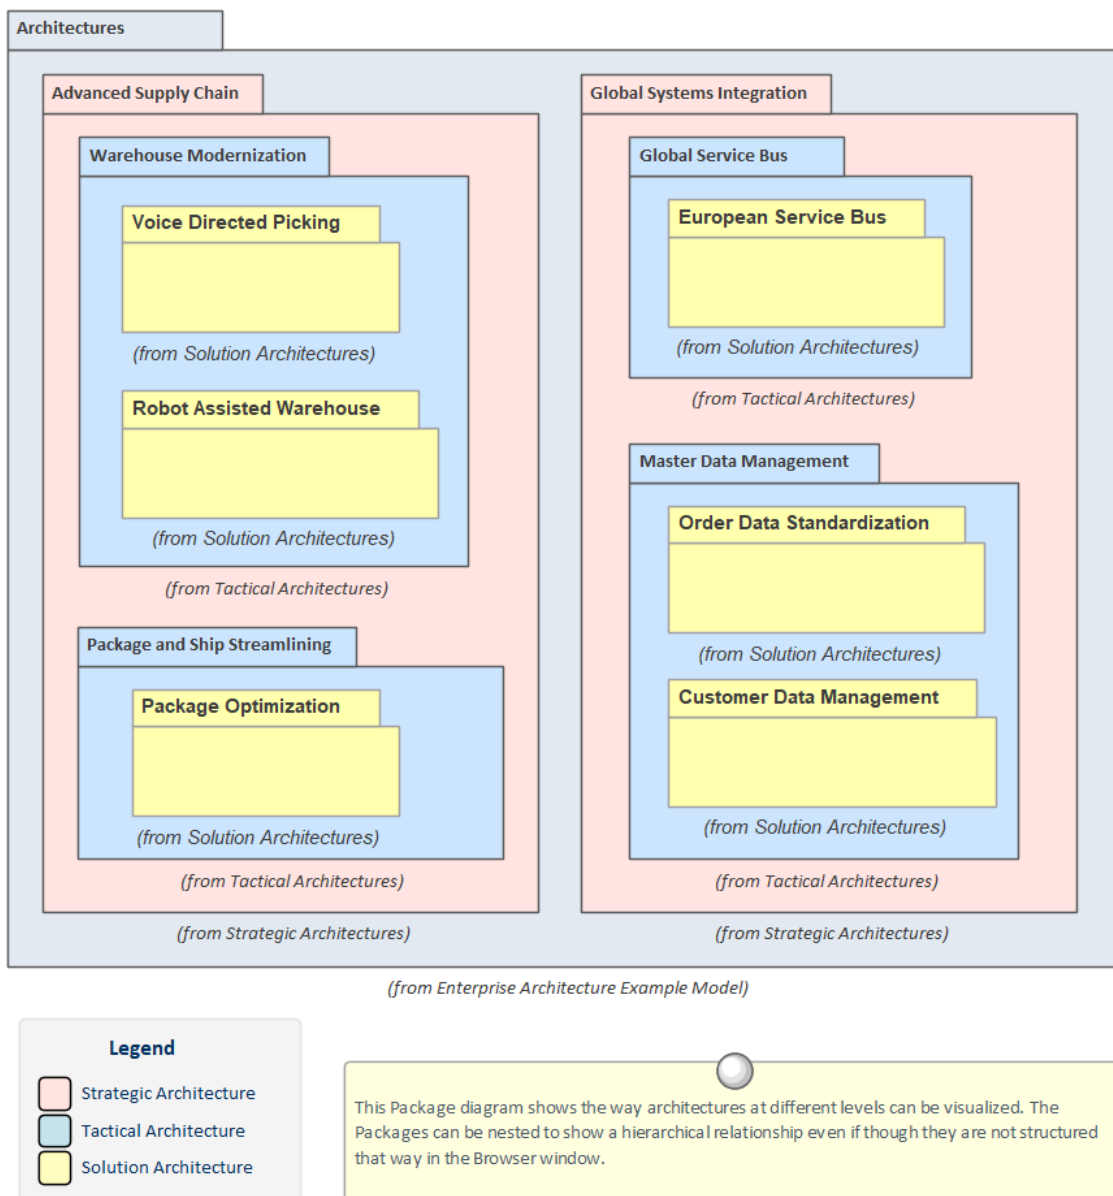 Architectures
Advanced Supply Chain
Warehouse Modernization
Voice Directed Picking
(from Solution Architectures)
Robot Assisted Warehouse
(from Solution Architectures)
(from Tactical Architectures)
Package and Ship Streamlining
Package Optimization
(from Solution Architectures)
(from Tactical Architectures)
(from Strategic Architectures)
Global Systems Integration
Global Service Bus
European Service Bus
(from Solution Architectures)
(from Tactical Architectures)
Master Data Management
Order Data Standardization
(from Solution Architectures)
Customer Data Management
(from Solution Architectures)
(from Tactical Architectures)
(from Strategic Architectures)
(from Enterprise Architecture Example Model)
Legend
Strategic Architecture
Tactical Architecture
Solution Architecture
This Package diagram shows the way architectures at different levels can be visualized. The
Packages can be nested to show a hierarchical relationship even if though they are not structured
that way in the Browser window.